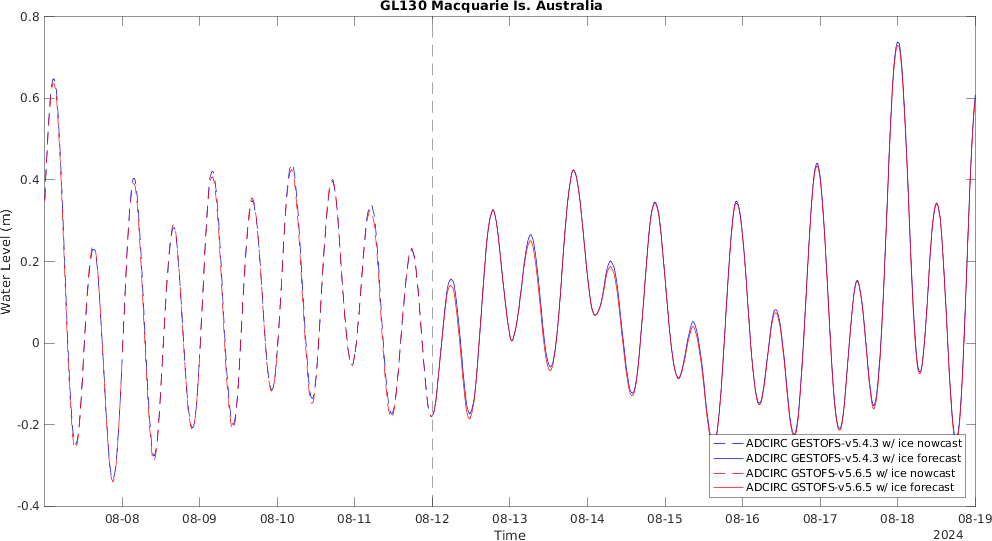 GL130 Macquarie Is. Australia
0.8
0.6
0.4
0.2
0
-0.2
-0.4
Water Level (m)
ADCIRC GESTOFS-v5.4.3 w/ ice nowcast
ADCIRC GESTOFS-v5.4.3 w/ ice forecast
ADCIRC GSTOFS-v5.6.5 w/ ice nowcast
ADCIRC GSTOFS-v5.6.5 w/ ice forecast
08-08 08-09 08-10 08-11 08-12 08-13 08-14 08-15 08-16 08-17 08-18 08-19
Time
2024